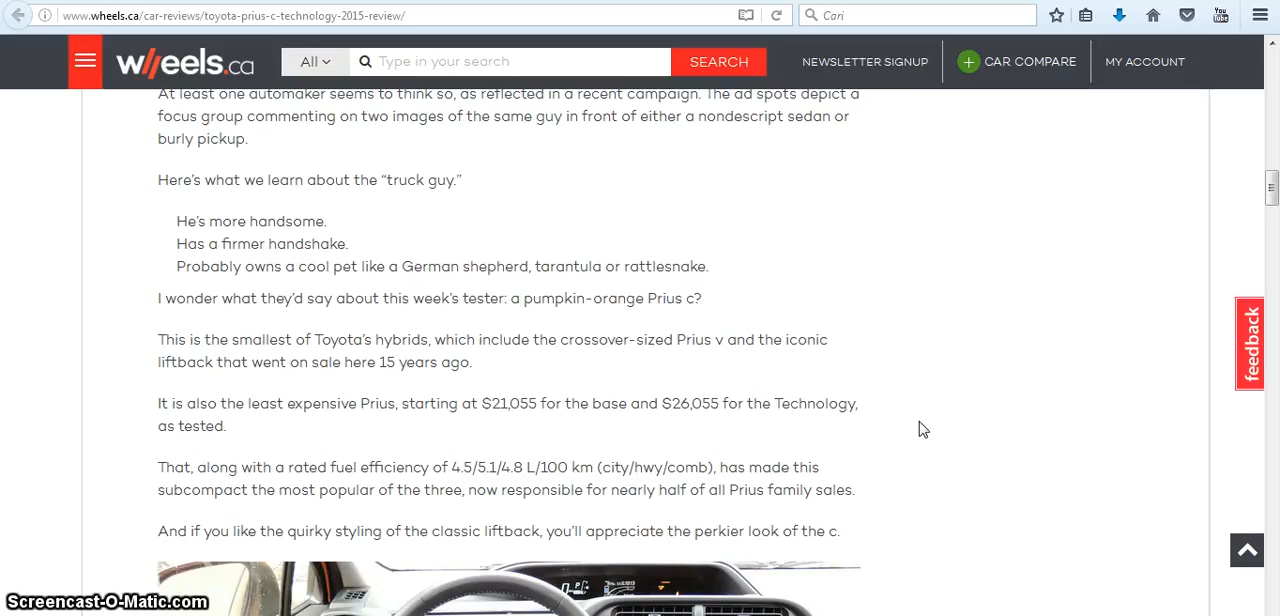 www.wheels.ca/car-reviews/toyota-prius-c-technology-2015-review/
Cari
You
Tube
wheels.ca
All
Type in your search
SEARCH
NEWSLETTER SIGNUP
+ CAR COMPARE
MY ACCOUNT
At least one automaker seems to think so, as reflected in a recent campaign. The ad spots depict a
focus group commenting on two images of the same guy in front of either a nondescript sedan or
burly pickup.
Here's what we learn about the “truck guy.”
He's more handsome.
Has a firmer handshake.
Probably owns a cool pet like a German shepherd, tarantula or rattlesnake.
I wonder what they'd say about this week's tester: a pumpkin-orange Prius c?
This is the smallest of Toyota's hybrids, which include the crossover-sized Prius v and the iconic
liftback that went on sale here 15 years ago.
It is also the least expensive Prius, starting at $21,055 for the base and $26,055 for the Technology,
as tested.
That, along with a rated fuel efficiency of 4.5/5.1/4.8 L/100 km (city/hwy/comb), has made this
subcompact the most popular of the three, now responsible for nearly half of all Prius family sales.
And if you like the quirky styling of the classic liftback, you'll appreciate the perkier look of the c.
feedback
Screencast-O-Matic.com